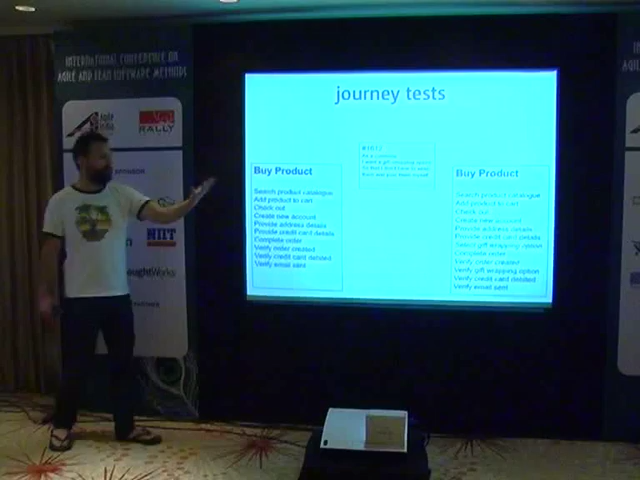 INTERNATIONAL CONFERENCE ON
AGILE AND LEAN SOFTWARE METHODS
RALLY
NIIT
journey tests
Buy Product
Search product catalogue
Add product to cart
Check out
Create new account
Provide address details
Provide credit card details
Complete order
Verify order created
Verify credit card debited
Verify email sent
Buy Product
Search product catalogue
Add product to cart
Check out
Create new account
Provide address details
Provide credit card details
Select gift wrapping option
Complete order
Verify order created
Verify gift wrapping option
Verify credit card debited
Verify email sent